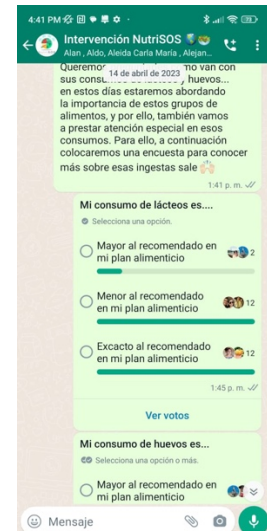 4:41 PM
Intervención NutriSOS
Alan, Aldo, Aleida Carla María, Alejan...
14 de abril de 2023
sus consumos de lácteos y huevos...
en estos días estaremos abordando
la importancia de estos grupos de
alimentos, y por ello, también vamos
a prestar atención especial en esos
consumos. Para ello, a continuación
colocaremos una encuesta para conocer
más sobre esas ingestas sale 🙌🏻
1:41 p. m.
Mi consumo de lácteos es....
Selecciona una opción.
Mayor al recomendado en
mi plan alimenticio
2
Menor al recomendado
en mi plan alimenticio
12
Excacto al recomendado
en mi plan alimenticio
12
1:45 p. m.
Ver votos
Mi consumo de huevos es...
Selecciona una opción o más.
Mayor al recomendado en
mi plan alimenticio
Mensaje